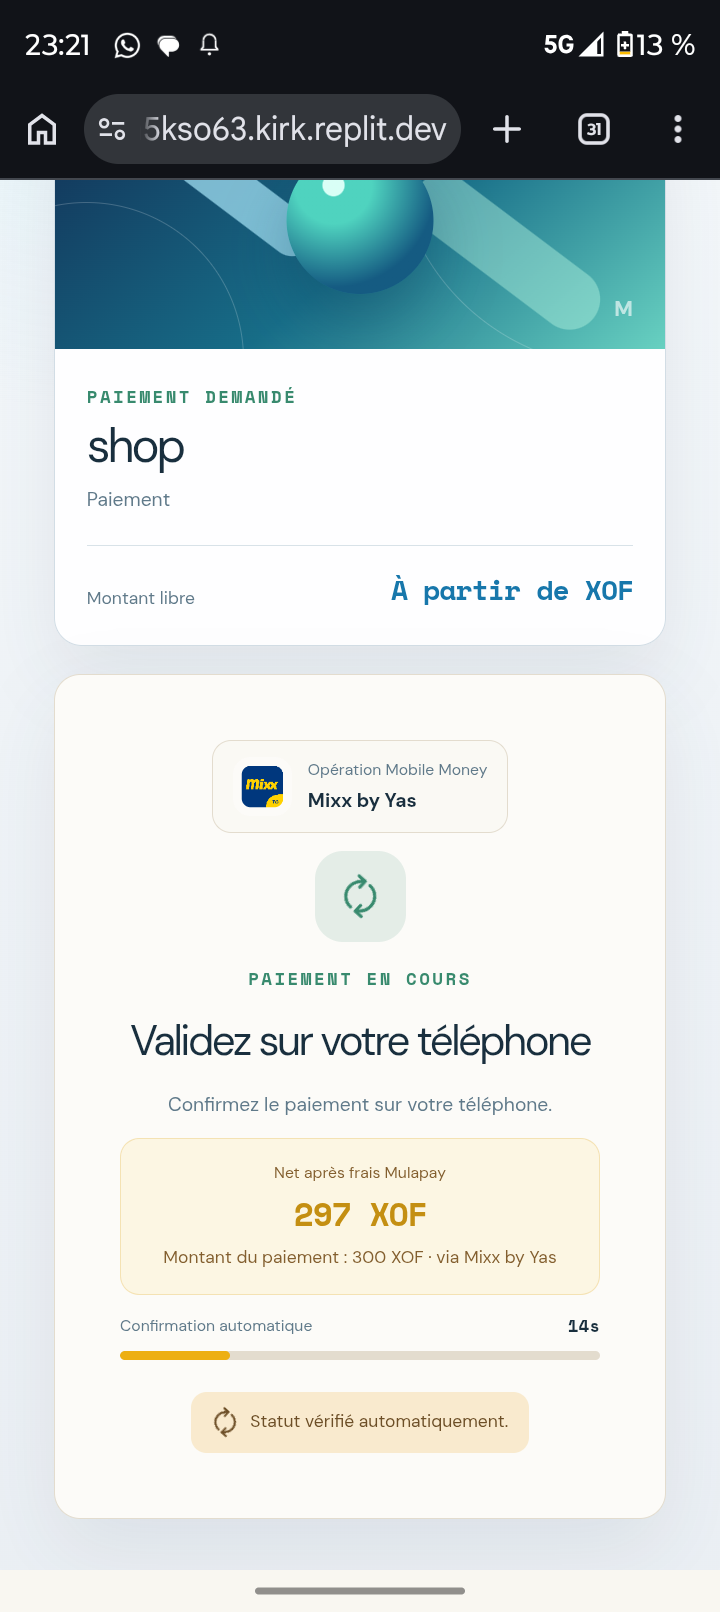 23:21
5G
13 %
5kso63.kirk.replit.dev
31
M
PAIEMENT DEMANDÉ
shop
Paiement
Montant libre
À partir de XOF
mixx
TG
Opération Mobile Money
Mixx by Yas
PAIEMENT EN COURS
Validez sur votre téléphone
Confirmez le paiement sur votre téléphone.
Net après frais Mulapay
297 XOF
Montant du paiement : 300 XOF · via Mixx by Yas
Confirmation automatique
14s
Statut vérifié automatiquement.